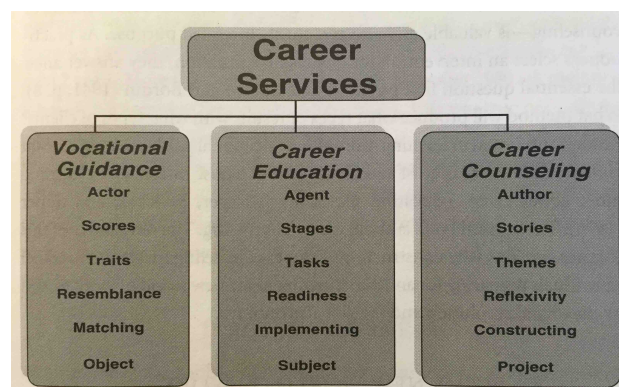 Career
Services
Vocational
Guidance
Actor
Scores
Traits
Resemblance
Matching
Object
Career
Education
Agent
Stages
Tasks
Readiness
Implementing
Subject
Career
Counseling
Author
Stories
Themes
Reflexivity
Constructing
Project